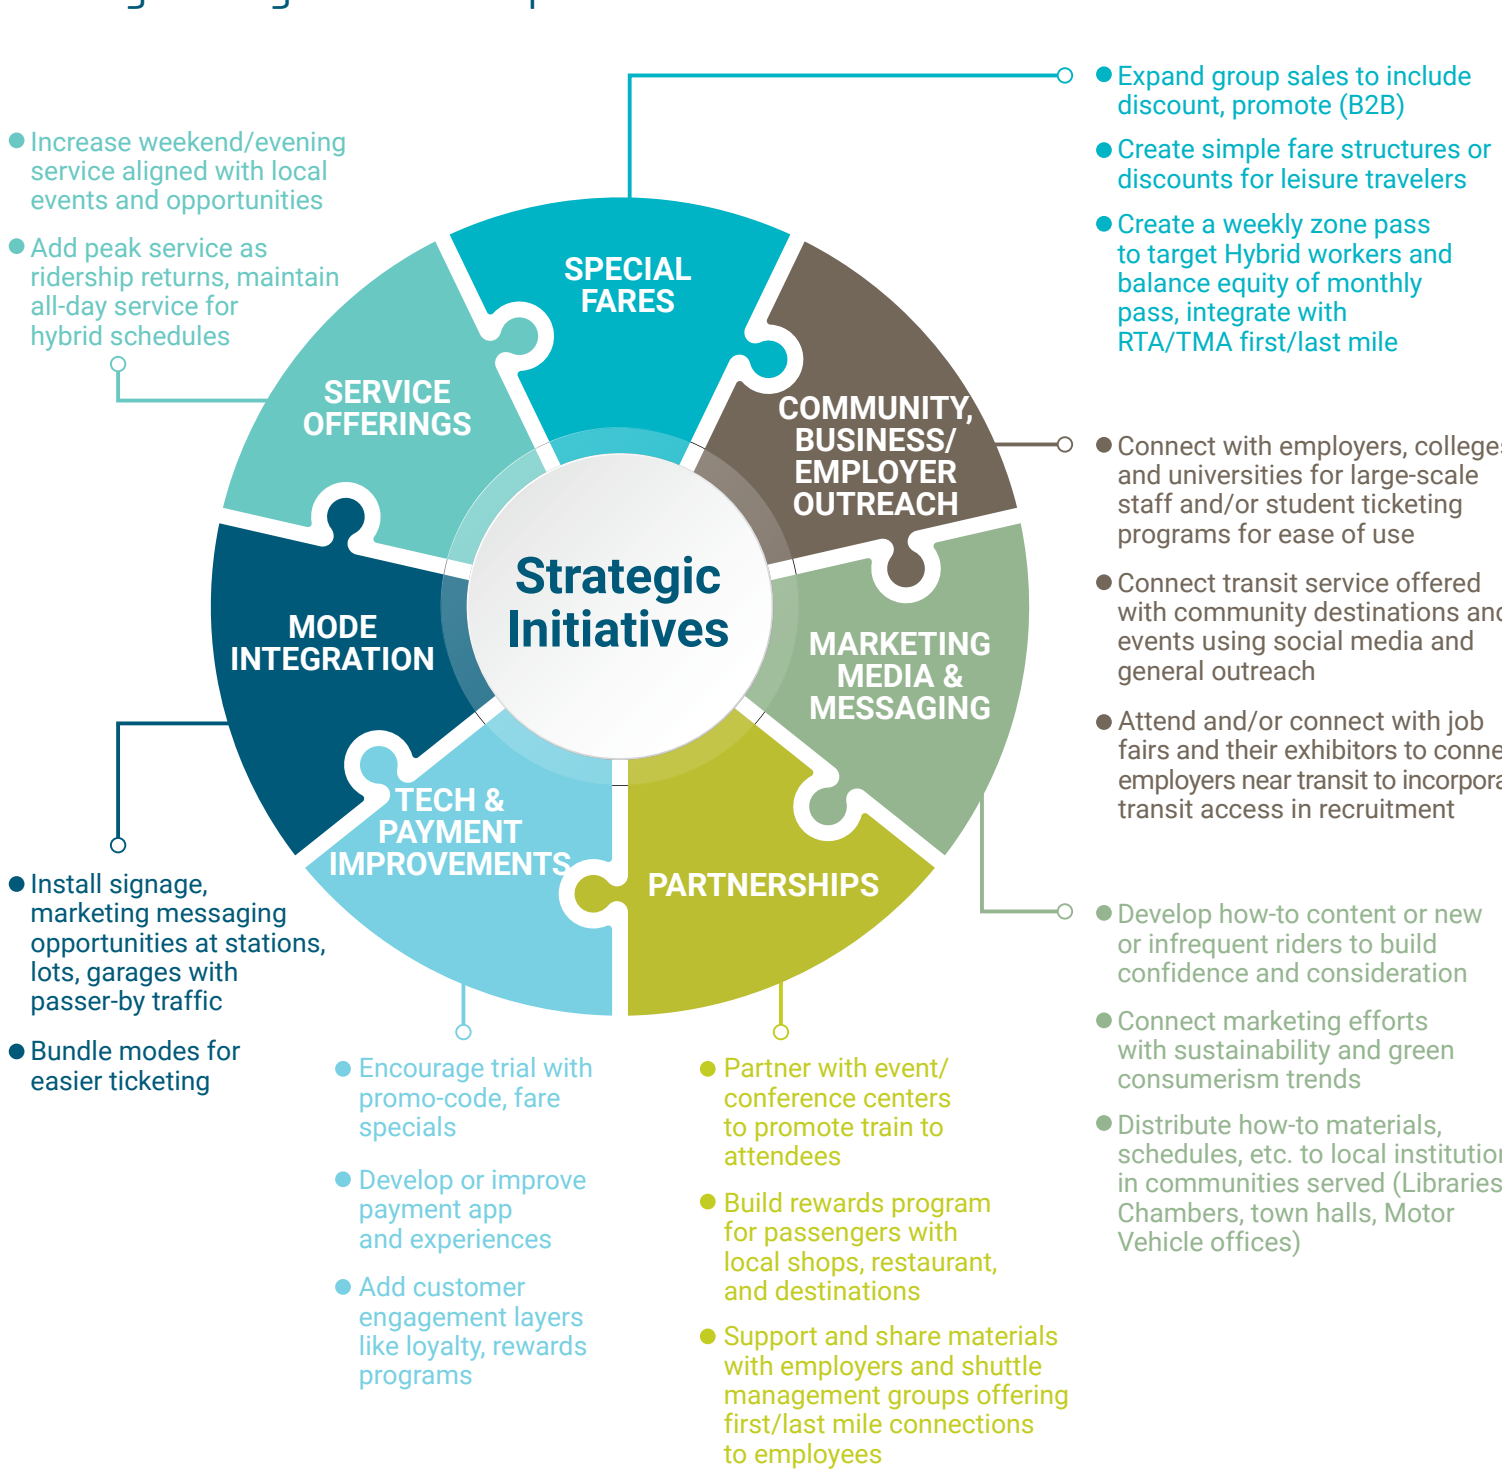 SPECIAL
FARES
Expand group sales to include
discount, promote (B2B)
Create simple fare structures or
discounts for leisure travelers
Create a weekly zone pass
to target Hybrid workers and
balance equity of monthly
pass, integrate with
RTA/TMA first/last mile
COMMUNITY,
BUSINESS/
EMPLOYER
OUTREACH
Connect with employers, colleges
and universities for large-scale
staff and/or student ticketing
programs for ease of use
Connect transit service offered
with community destinations and
events using social media and
general outreach
Attend and/or connect with job
fairs and their exhibitors to
employers near transit to
transit access in recruitment
MARKETING
MEDIA &
MESSAGING
Develop how-to content or new
or infrequent riders to build
confidence and consideration
Connect marketing efforts
with sustainability and green
consumerism trends
Distribute how-to materials,
schedules, etc. to local
in communities served (Libraries
Chambers, town halls, Motor
Vehicle offices)
PARTNERSHIPS
Partner with event/
conference centers
to promote train to
attendees
Build rewards program
for passengers with
local shops, restaurant,
and destinations
Support and share materials
with employers and shuttle
management groups offering
first/last mile connections
to employees
TECH &
PAYMENT
IMPROVEMENTS
Encourage trial with
promo-code, fare
specials
Develop or improve
payment app
and experiences
Add customer
engagement layers
like loyalty, rewards
programs
MODE
INTEGRATION
Install signage,
marketing messaging
opportunities at stations,
lots, garages with
passer-by traffic
Bundle modes for
easier ticketing
SERVICE
OFFERINGS
Increase weekend/evening
service aligned with local
events and opportunities
Add peak service as
ridership returns, maintain
all-day service for
hybrid schedules
Strategic
Initiatives